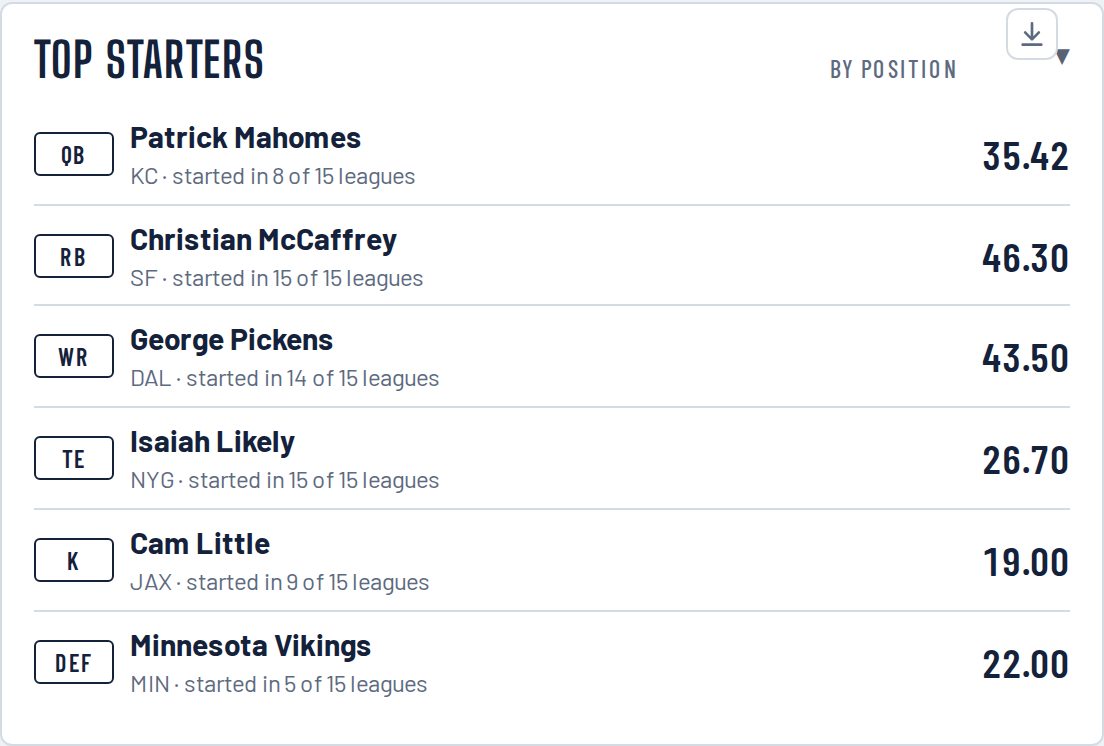 TOP STARTERS
BY POSITION ▼
QB
Patrick Mahomes
KC · started in 8 of 15 leagues
35.42
RB
Christian McCaffrey
SF · started in 15 of 15 leagues
46.30
WR
George Pickens
DAL · started in 14 of 15 leagues
43.50
TE
Isaiah Likely
NYG · started in 15 of 15 leagues
26.70
K
Cam Little
JAX · started in 9 of 15 leagues
19.00
DEF
Minnesota Vikings
MIN · started in 5 of 15 leagues
22.00